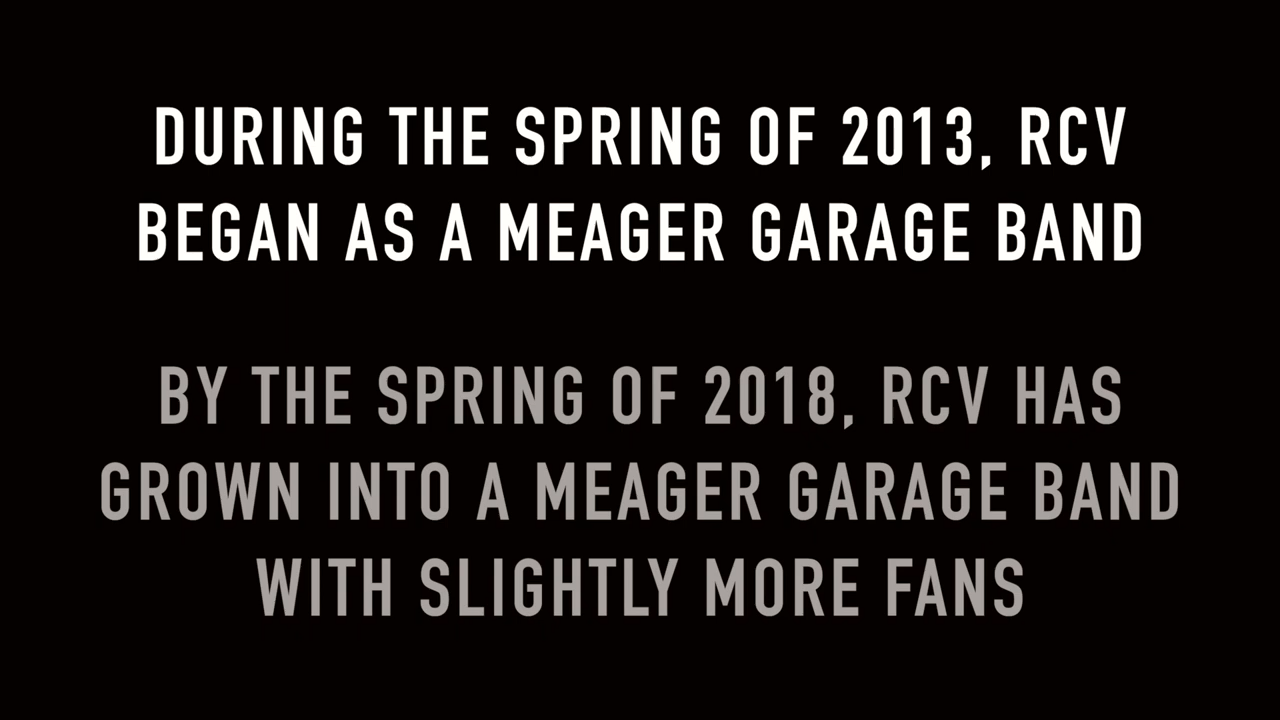 DURING THE SPRING OF 2013, RCV
BEGAN AS A MEAGER GARAGE BAND
BY THE SPRING OF 2018, RCV HAS
GROWN INTO A MEAGER GARAGE BAND
WITH SLIGHTLY MORE FANS